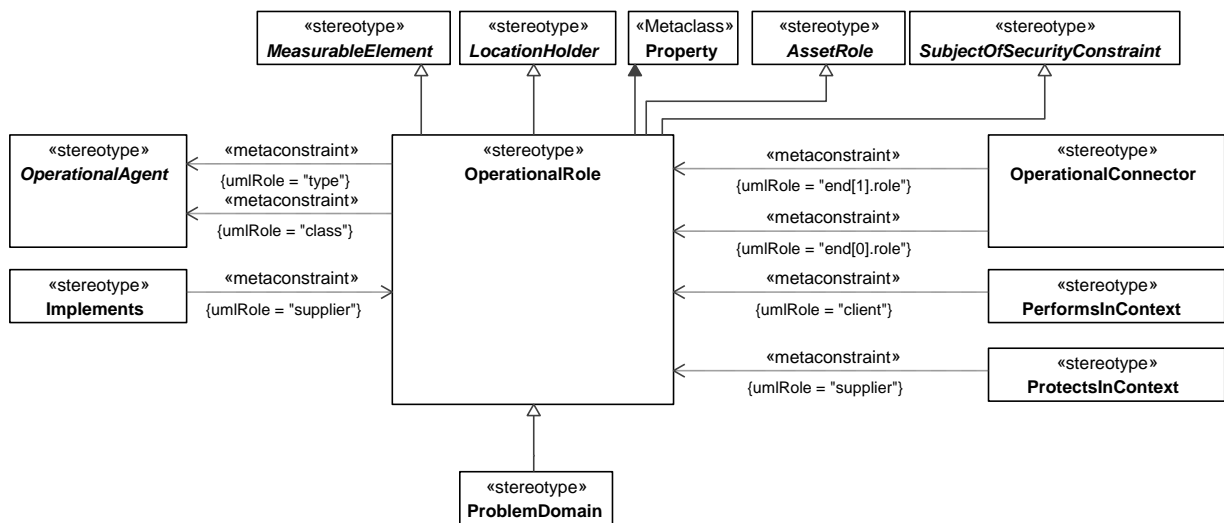 «stereotype»
MeasurableElement
«stereotype»
LocationHolder
«Metaclass»
Property
«stereotype»
AssetRole
«stereotype»
SubjectOfSecurityConstraint
«stereotype»
OperationalAgent
«metaconstraint»
{umlRole = "type"}
«metaconstraint»
{umlRole = "class"}
«stereotype»
OperationalRole
«metaconstraint»
{umlRole = "end[1].role"}
«metaconstraint»
{umlRole = "end[0].role"}
«stereotype»
OperationalConnector
«stereotype»
Implements
«metaconstraint»
{umlRole = "supplier"}
«metaconstraint»
{umlRole = "client"}
«stereotype»
PerformsInContext
«metaconstraint»
{umlRole = "supplier"}
«stereotype»
ProtectsInContext
«stereotype»
ProblemDomain